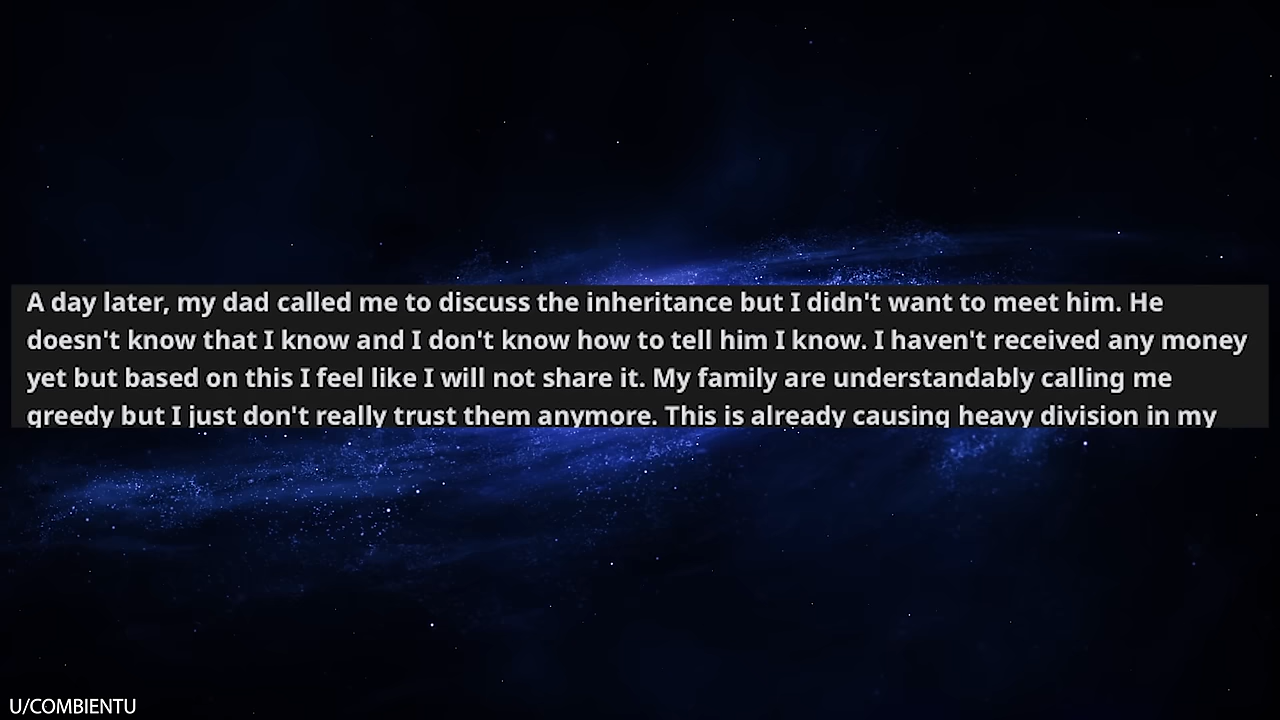 A day later, my dad called me to discuss the inheritance but I didn't want to meet him. He
doesn't know that I know and I don't know how to tell him I know. I haven't received any money
yet but based on this I feel like I will not share it. My family are understandably calling me
greedy but I just don't really trust them anymore. This is already causing heavy division in my
U/COMBIENTU